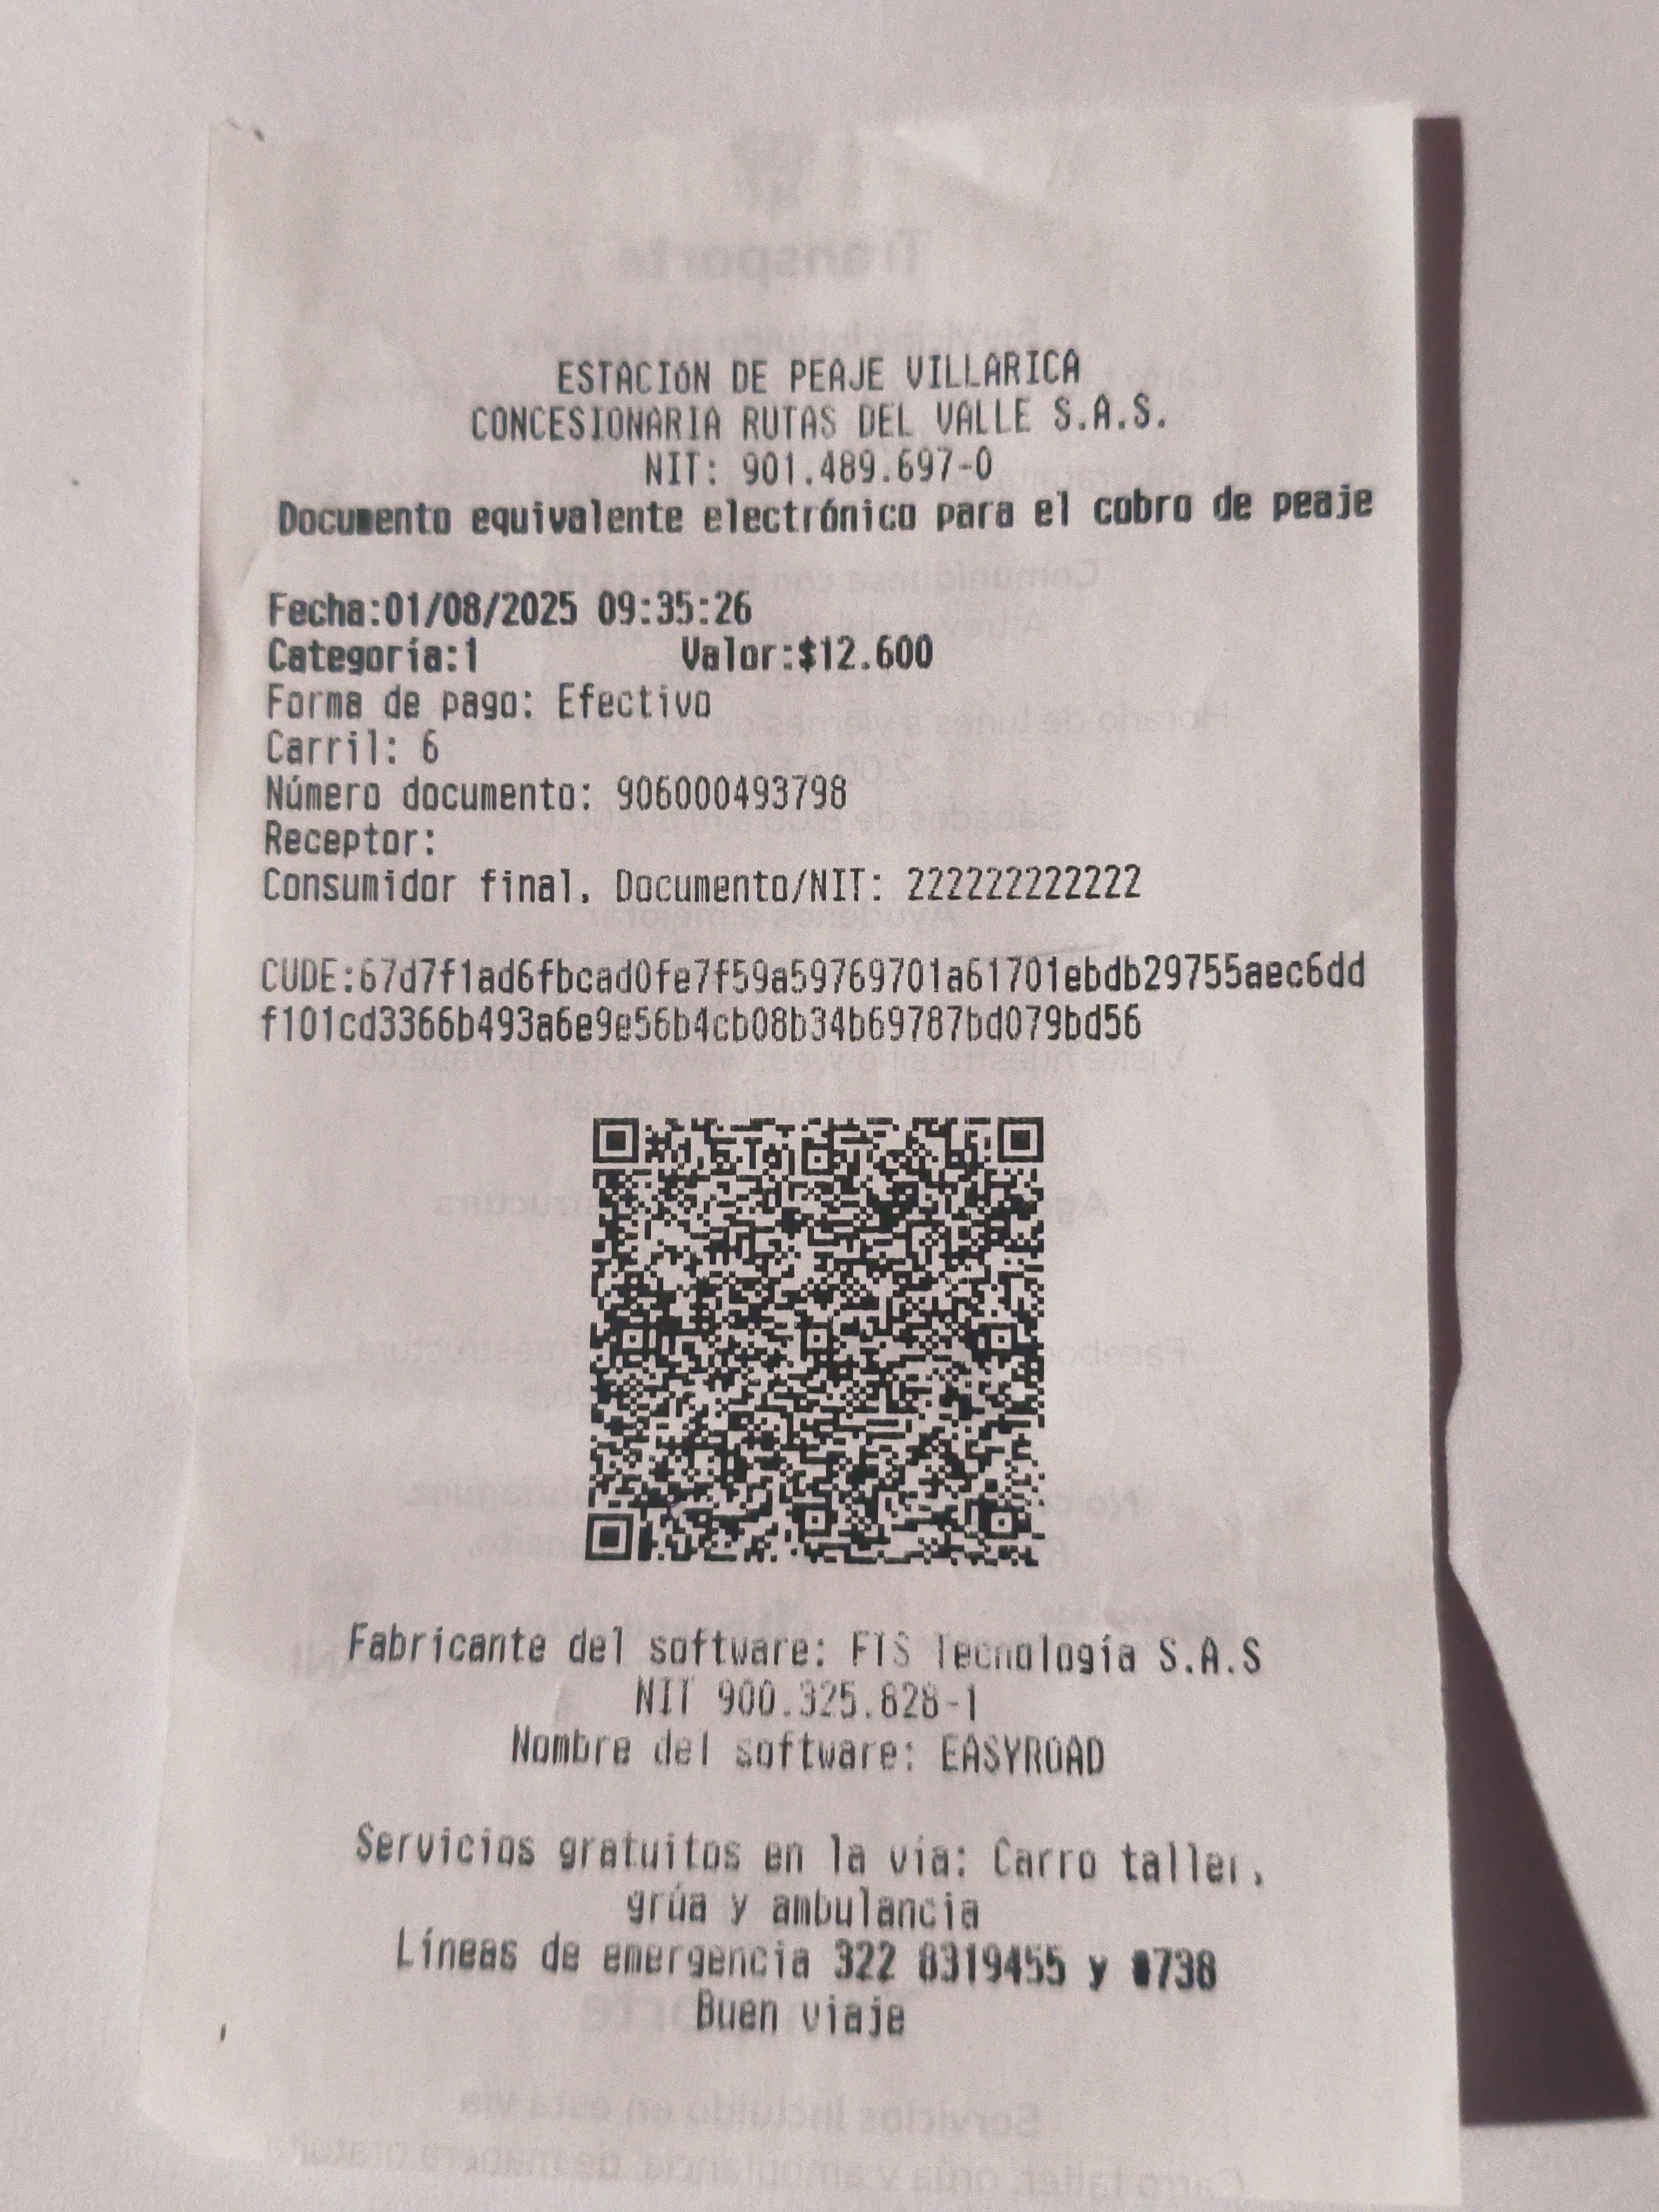 ESTACIóN DE PEAJE VILLARICA
CONCESIONARIA RUTAS DEL VALLE S.A.S.
NIT: 901.489.697-0
Documento equivalente electrónico para el cobro de peaje
Fecha:01/08/2025 09:35:26
Categoría:1 Valor:$12.600
Forma de pago: Efectivo
Carril: 6
Número documento: 906000493798
Receptor:
Consumidor final, Documento/NIT: 222222222222
CUDE:67d7f1ad6fbcad0fe7f59a59769701a61701ebdb29755aec6dd
f101cd3366b493a6e9e56b4cb08b34b69787bd079bd56
Fabricante del software: FIS Tecnología S.A.S
NIT 900.325.828-1
Nombre del software: EASYROAD
Servicios gratuitos en la vía: Carro taller,
grúa y ambulancia
Líneas de emergencia 322 8319455 y #738
Buen viaje